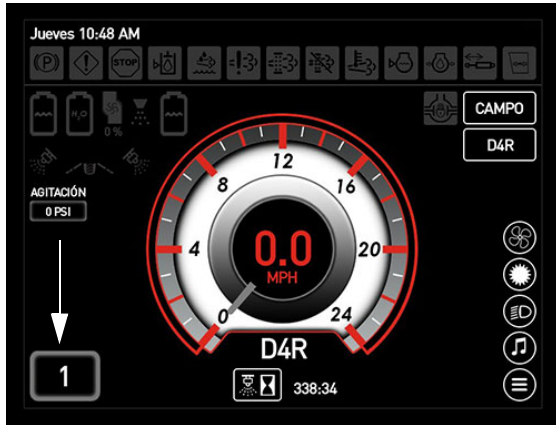 Jueves 10:48 AM
(P)
STOP
H₂O
0 %
CAMPO
D4R
AGITACIÓN
0 PSI
0
4
8
12
16
20
24
0.0
MPH
D4R
1
338:34